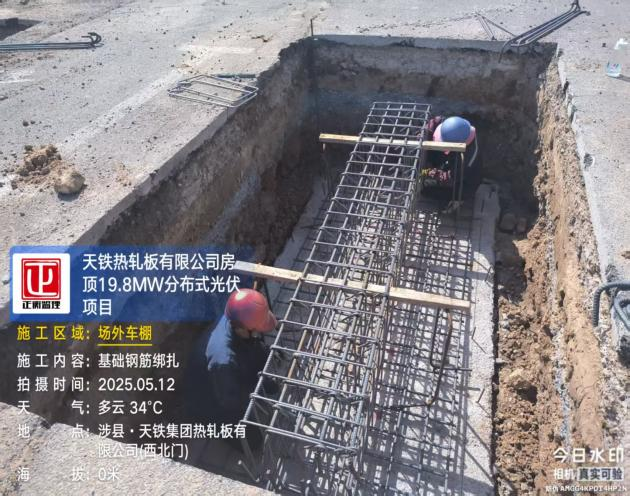 正衡监理
天铁热轧板有限公司房
顶19.8MW分布式光伏
项目
施工区域：场外车棚
施工内容：基础钢筋绑扎
拍摄时间：2025.05.12
天气：多云 34°C
地点：涉县·天铁集团热轧板有
限公司(西北门)
海拔：0米
今日水印
相机 真实可验
防伪 AMGG4KPDT4HP2N